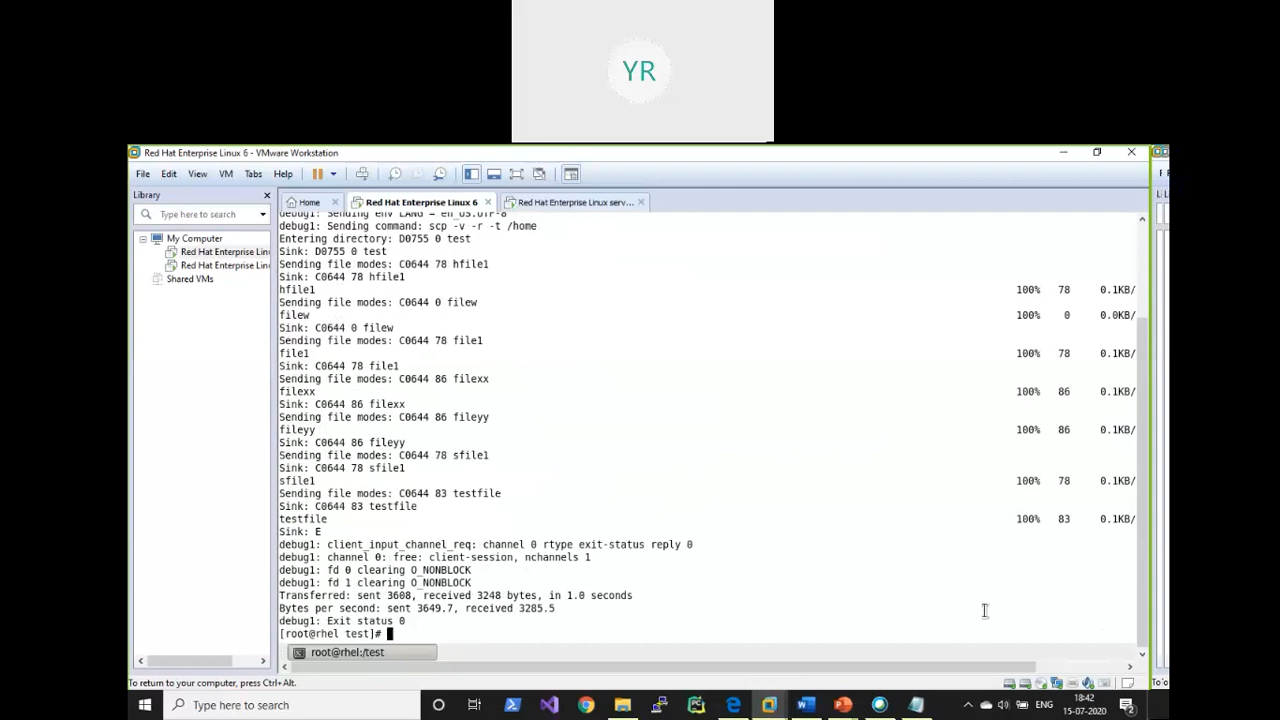 YR
Red Hat Enterprise Linux 6 - VMware Workstation
File Edit View VM Tabs Help
Library
Type here to search
My Computer
Red Hat Enterprise Lin
Red Hat Enterprise Lin
Shared VMs
Home Red Hat Enterprise Linux 6 Red Hat Enterprise Linux serv...
debug1: Sending env LANG = en_US.UTF-8
debug1: Sending command: scp -v -r -t /home
Entering directory: D0755 0 test
Sink: D0755 0 test
Sending file modes: C0644 78 hfile1
Sink: C0644 78 hfile1
hfile1 100% 78 0.1KB/
Sending file modes: C0644 0 filew
filew 100% 0 0.0KB/
Sink: C0644 0 filew
Sending file modes: C0644 78 file1
file1 100% 78 0.1KB/
Sink: C0644 78 file1
Sending file modes: C0644 86 filexx
filexx 100% 86 0.1KB/
Sink: C0644 86 filexx
Sending file modes: C0644 86 fileyy
fileyy 100% 86 0.1KB/
Sink: C0644 86 fileyy
Sending file modes: C0644 78 sfile1
Sink: C0644 78 sfile1
sfile1 100% 78 0.1KB/
Sending file modes: C0644 83 testfile
Sink: C0644 83 testfile
testfile 100% 83 0.1KB/
Sink: E
debug1: client_input_channel_req: channel 0 rtype exit-status reply 0
debug1: channel 0: free: client-session, nchannels 1
debug1: fd 0 clearing O_NONBLOCK
debug1: fd 1 clearing O_NONBLOCK
Transferred: sent 3608, received 3248 bytes, in 1.0 seconds
Bytes per second: sent 3649.7, received 3285.5
debug1: Exit status 0
[root@rhel test]#
root@rhel:/test
To return to your computer, press Ctrl+Alt.
Type here to search
ENG
18:42
15-07-2020
2